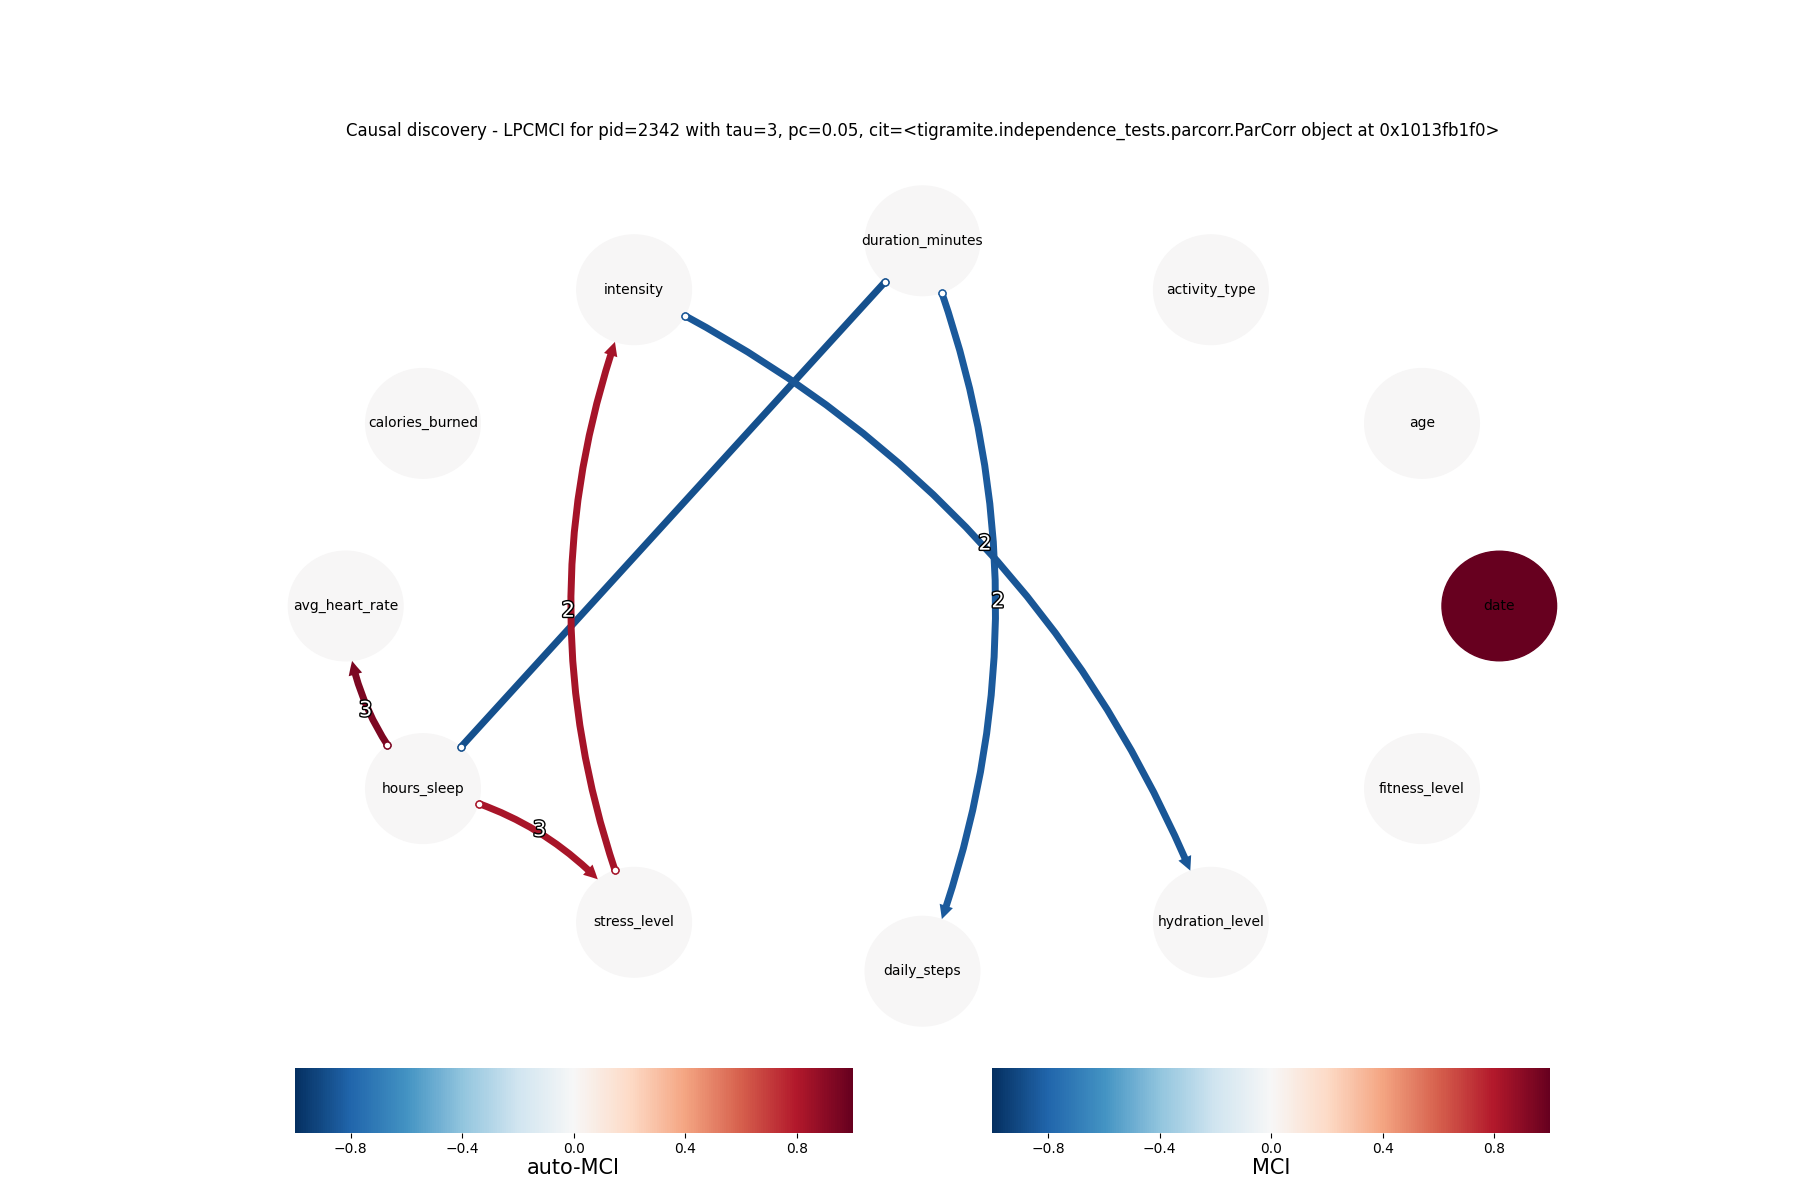 Causal discovery - LPCMCI for pid=2342 with tau=3, pc=0.05, cit=<tigramite.independence_tests.parcorr.ParCorr object at 0x1013fb1f0>
duration_minutes
intensity
activity_type
calories_burned
age
2
avg_heart_rate
2
2
date
3
hours_sleep
fitness_level
3
stress_level
hydration_level
daily_steps
−0.8 −0.4 0.0 0.4 0.8
auto-MCI
−0.8 −0.4 0.0 0.4 0.8
MCI